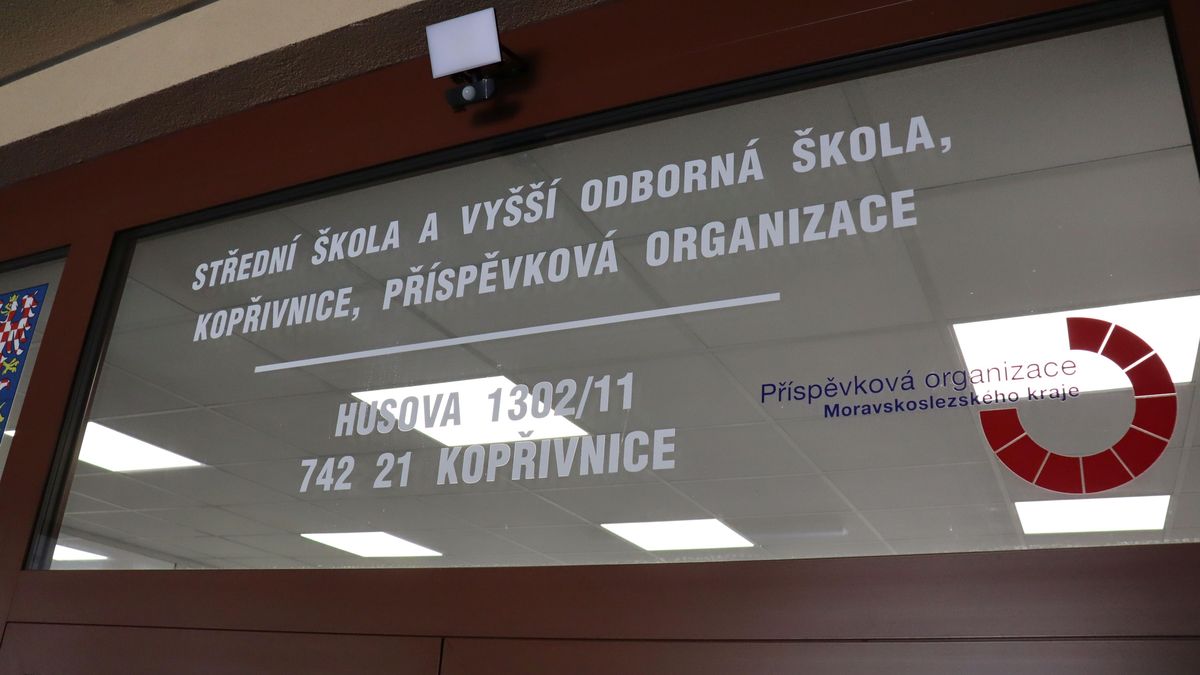 STŘEDNÍ ŠKOLA A VYŠŠÍ ODBORNÁ ŠKOLA,
KOPŘIVNICE, PŘÍSPĚVKOVÁ ORGANIZACE
HUSOVA 1302/11
742 21 KOPŘIVNICE
Příspěvková organizace
Moravskoslezského kraje